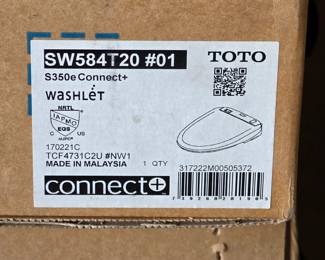 SW584T20 #01
TOTO
S350e Connect+
WASHLET
NRTL
IAPMO
C EGS US
170221C
TCF4731C2U #NW1
MADE IN MALAYSIA
1 QTY
317222M00505372
connect+